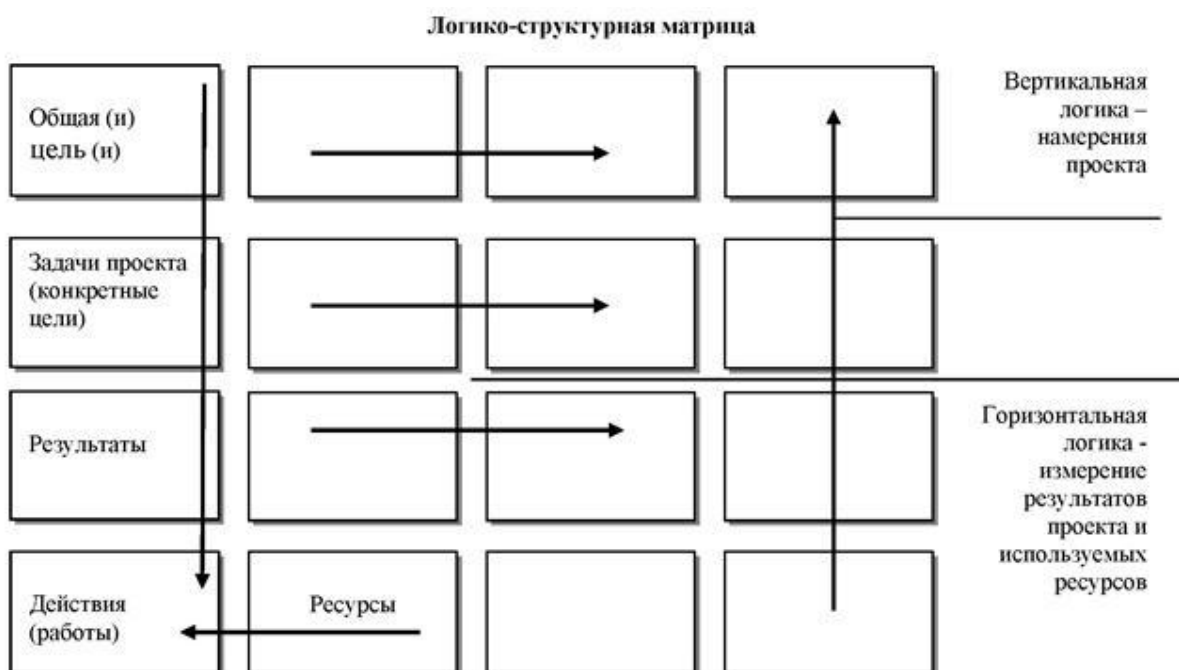 Логико-структурная матрица
Общая (и)
цель (и)
Вертикальная
логика –
намерения
проекта
Задачи проекта
(конкретные
цели)
Результаты
Горизонтальная
логика -
измерение
результатов
проекта и
используемых
ресурсов
Действия
(работы)
Ресурсы